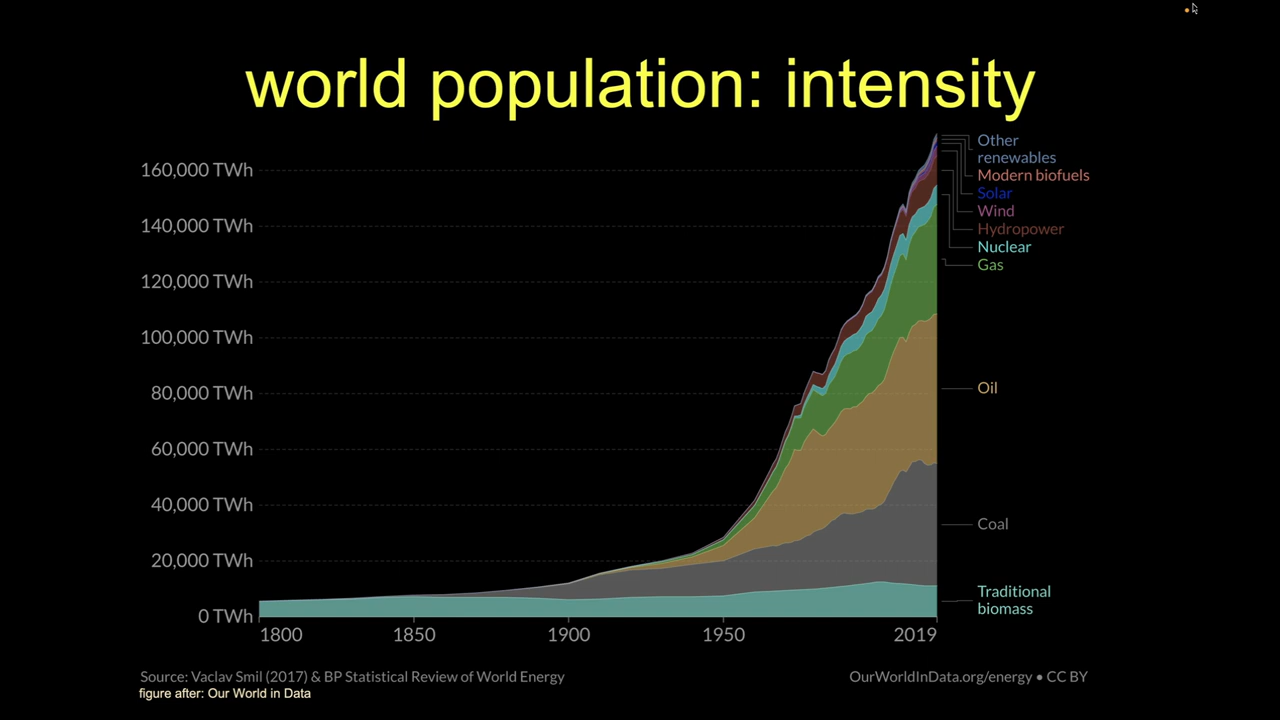 world population: intensity
160,000 TWh
140,000 TWh
120,000 TWh
100,000 TWh
80,000 TWh
60,000 TWh
40,000 TWh
20,000 TWh
0 TWh
1800
1850
1900
1950
2019
Other
renewables
Modern biofuels
Solar
Wind
Hydropower
Nuclear
Gas
Oil
Coal
Traditional
biomass
Source: Vaclav Smil (2017) & BP Statistical Review of World Energy
OurWorldInData.org/energy • CC BY
figure after: Our World in Data